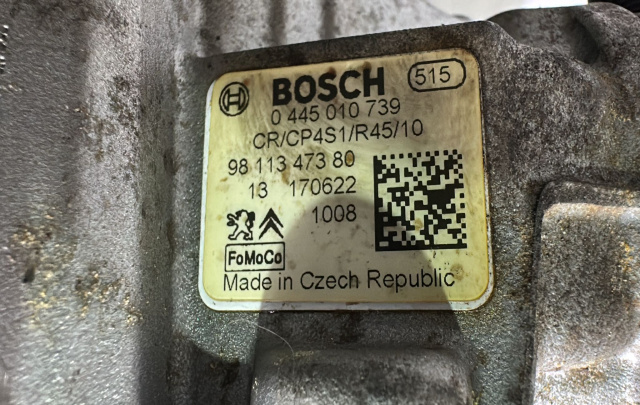 BOSCH 515
0 445 010 739
CR/CP4S1/R45/10
98 113 473 80
13 170622
1008
FoMoCo
Made in Czech Republic